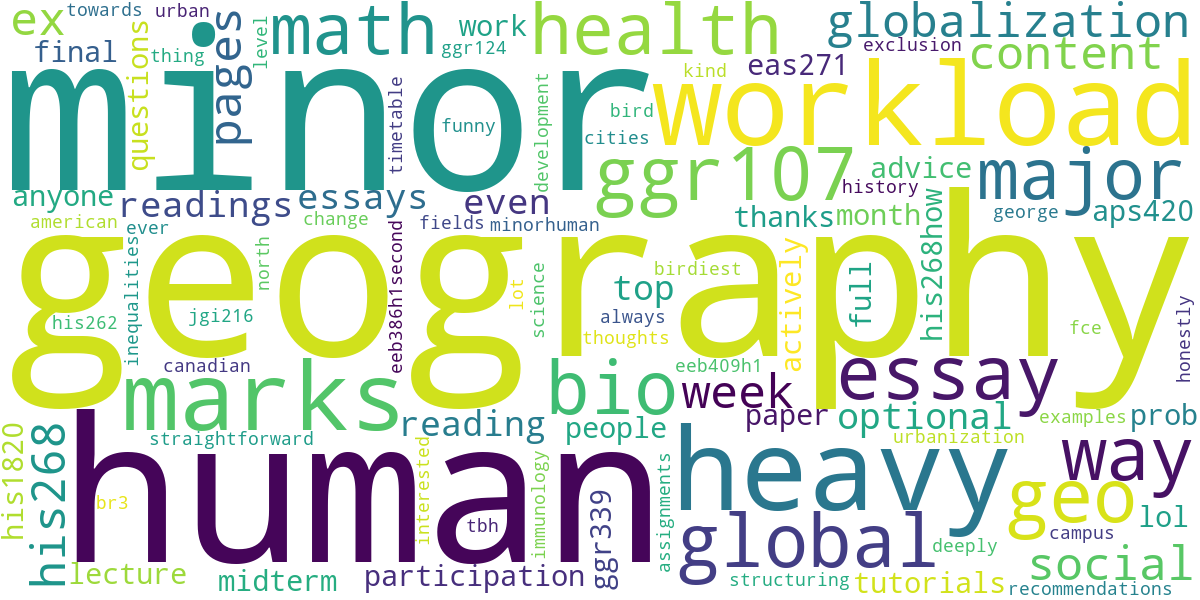 ex
towards
urban
math
work
health
globalization
final
thing
questions
pages
level
ggr124
exclusion
content
minor
kind
eas271
workload
timetable
funny
development
bird
cities
ggr107
advice
major
anyone
readings
essays
even
history
american
change
fields
minorhuman
thanks
month
george
aps420
geography
ever
inequalities
north
his262
jgi216
eeb386h1second
lot
science
birdiest
top
always
thoughts
actively
full
his268how
fce
honestly
canadian
marks
bio
eeb409h1
week
essay
reading
people
paper
optional
examples
prob
straightforward
urbanization
way
his1820
his268
human
br3
interested
tbh
immunology
ggr339
assignments
heavy
global
geo
lol
campus
deeply
social
lecture
midterm
participation
structuring
tutorials
recommendations